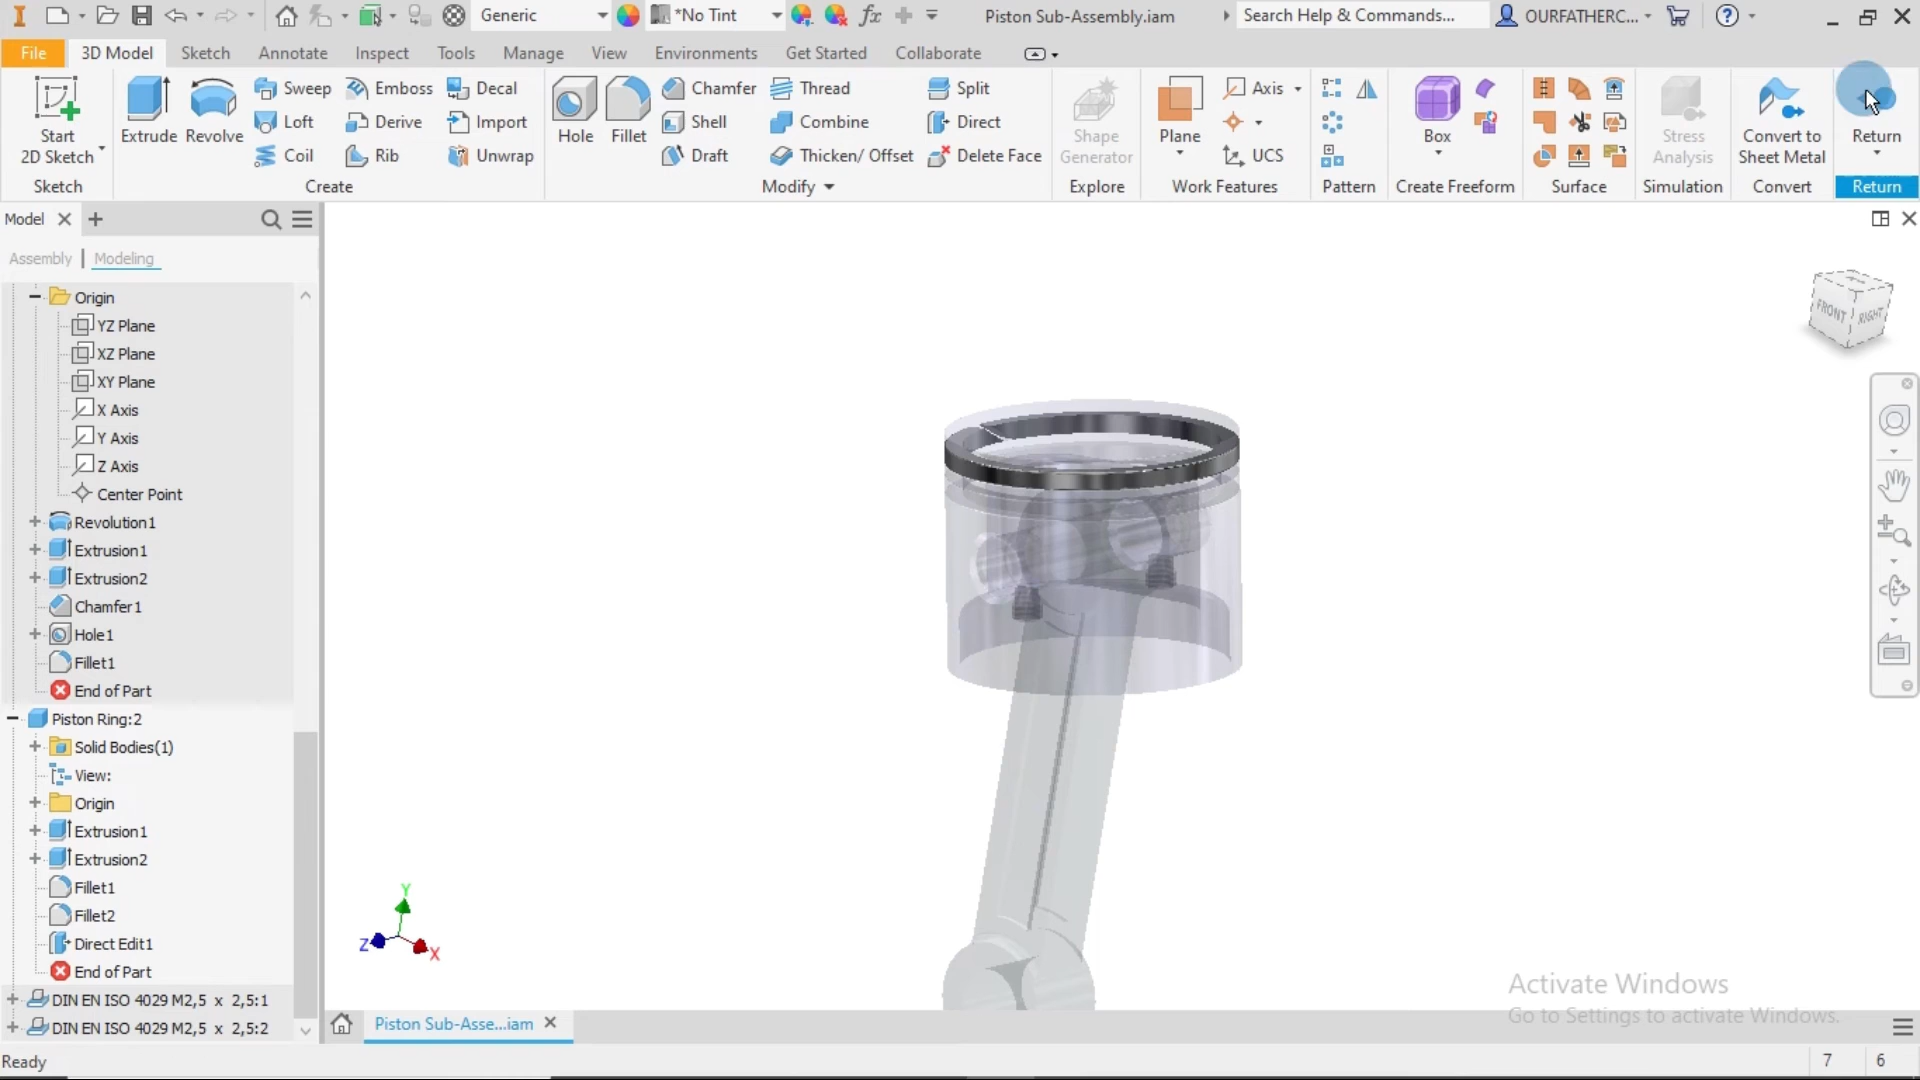 Generic
*No Tint
fx
Piston Sub-Assembly.iam
Search Help & Commands...
OURFATHERC...
File
3D Model
Sketch
Annotate
Inspect
Tools
Manage
View
Environments
Get Started
Collaborate
Start
2D Sketch
Sketch
Extrude
Revolve
Sweep
Loft
Coil
Emboss
Derive
Rib
Decal
Import
Unwrap
Create
Hole
Fillet
Chamfer
Shell
Draft
Thread
Combine
Thicken/ Offset
Split
Direct
Delete Face
Modify
Shape
Generator
Explore
Plane
Axis
UCS
Work Features
Pattern
Box
Create Freeform
Surface
Stress
Analysis
Simulation
Convert to
Sheet Metal
Convert
Return
Return
Model
Assembly
Modeling
Origin
YZ Plane
XZ Plane
XY Plane
X Axis
Y Axis
Z Axis
Center Point
Revolution1
Extrusion1
Extrusion2
Chamfer1
Hole1
Fillet1
End of Part
Piston Ring:2
Solid Bodies(1)
View:
Origin
Extrusion1
Extrusion2
Fillet1
Fillet2
Direct Edit1
End of Part
DIN EN ISO 4029 M2,5 x 2,5:1
DIN EN ISO 4029 M2,5 x 2,5:2
FRONT
RIGHT
Y
Z
X
Activate Windows
Go to Settings to activate Windows.
Piston Sub-Asse...iam
Ready
7
6